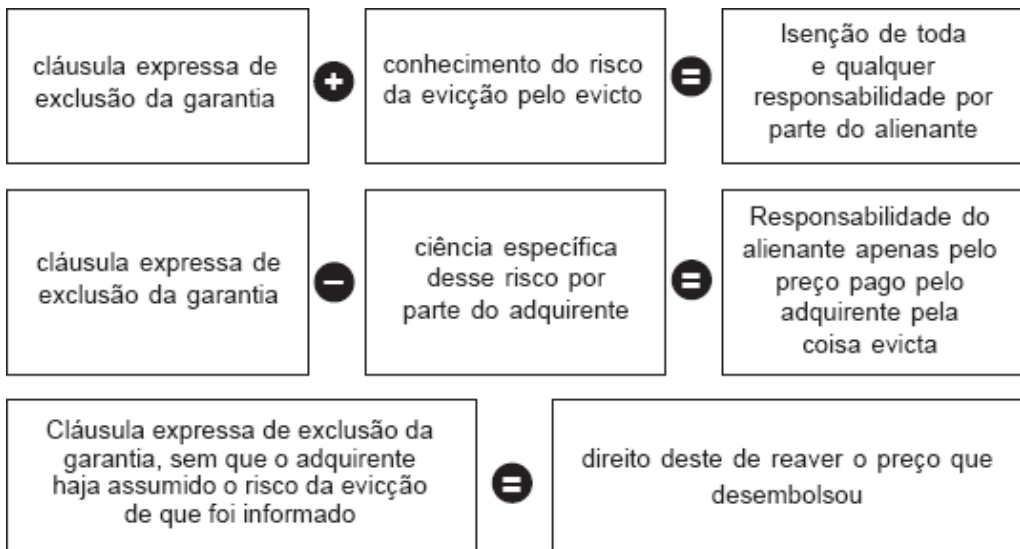 cláusula expressa de
exclusão da garantia
+
conhecimento do risco
da evicção pelo evicto
=
Isenção de toda
e qualquer
responsabilidade por
parte do alienante
cláusula expressa de
exclusão da garantia
–
ciência específica
desse risco por
parte do adquirente
=
Responsabilidade do
alienante apenas pelo
preço pago pelo
adquirente pela
coisa evicta
Cláusula expressa de exclusão da
garantia, sem que o adquirente
haja assumido o risco da evicção
de que foi informado
=
direito deste de reaver o preço que
desembolsou